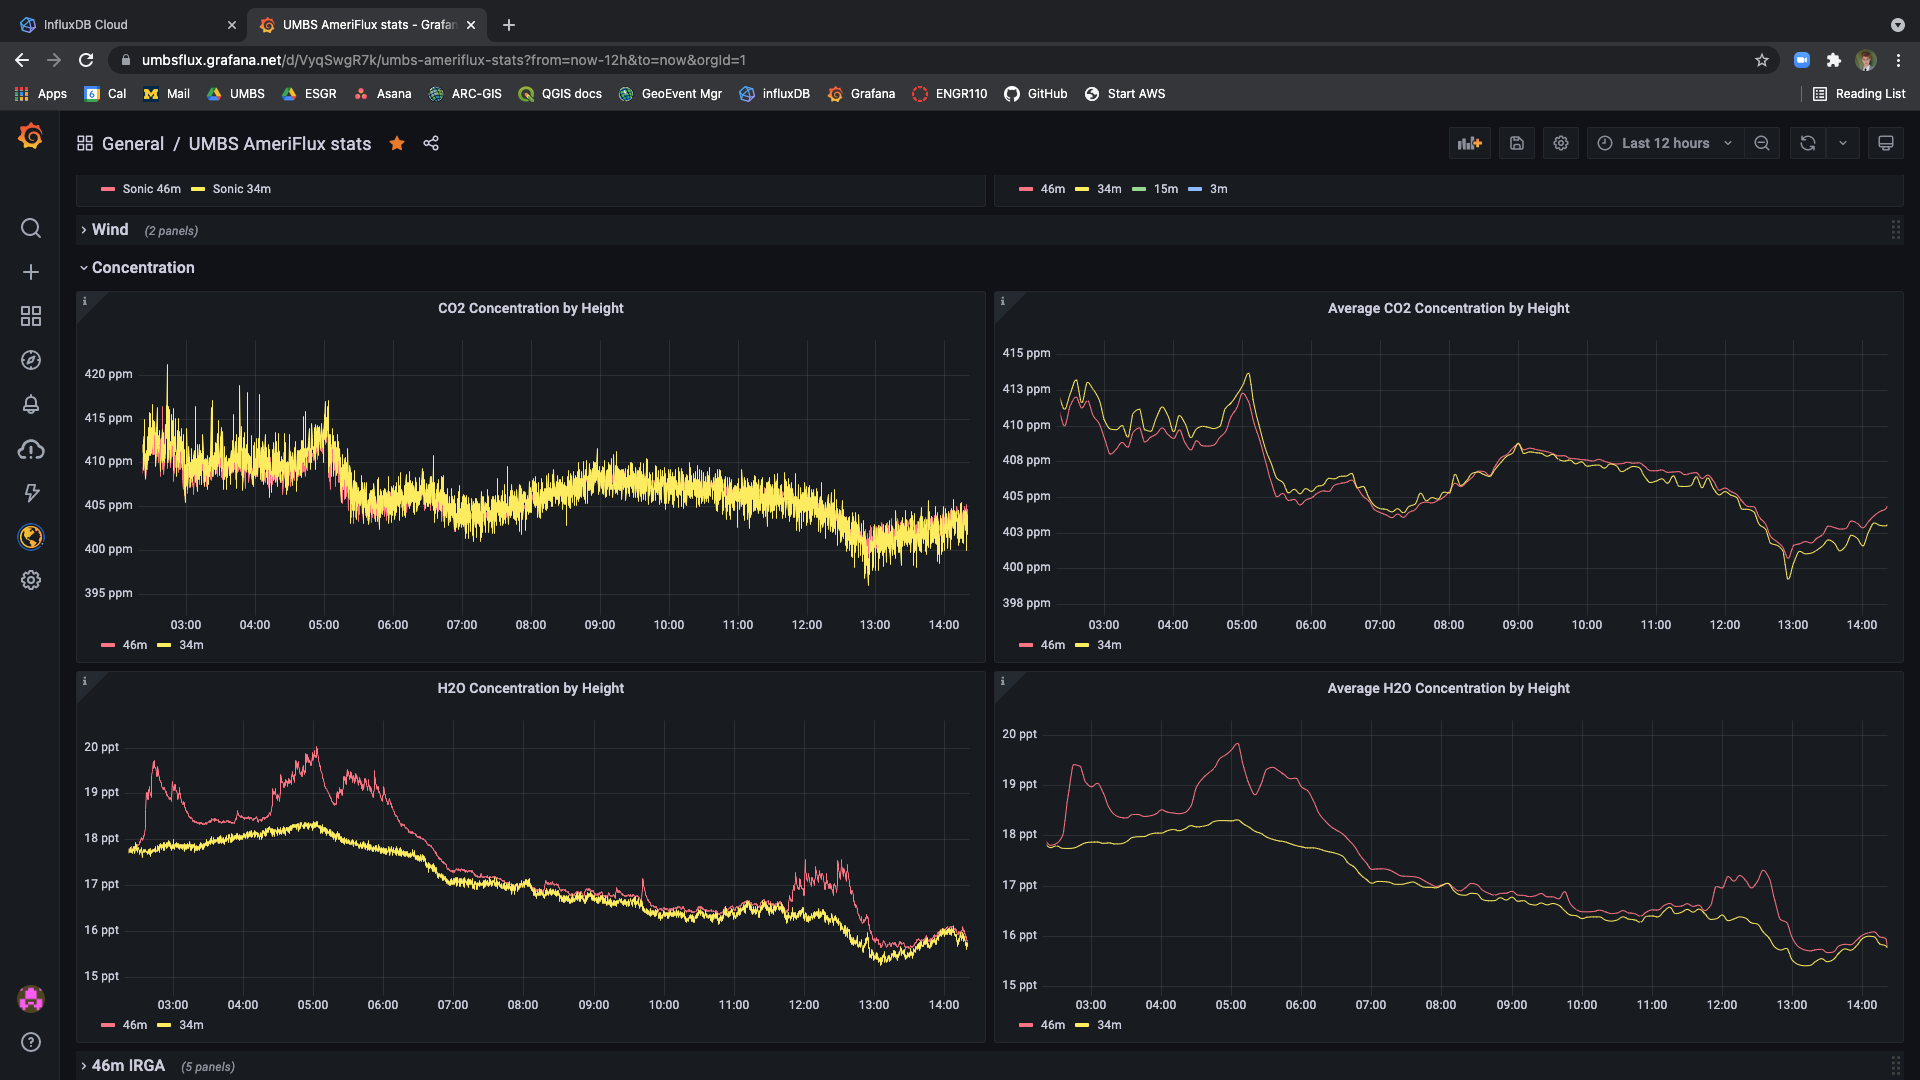 InfluxDB Cloud
UMBS AmeriFlux stats - Grafan
umbsflux.grafana.net/d/VyqSwgR7k/umbs-ameriflux-stats?from=now-12h&to=now&orgId=1
Apps 6 Cal M Mail UMBS ESGR Asana ARC-GIS QGIS docs GeoEvent Mgr influxDB Grafana ENGR110 GitHub Start AWS Reading List
General / UMBS AmeriFlux stats
Last 12 hours
Sonic 46m Sonic 34m
46m 34m 15m 3m
Wind (2 panels)
Concentration
CO2 Concentration by Height
420 ppm
415 ppm
410 ppm
405 ppm
400 ppm
395 ppm
03:00 04:00 05:00 06:00 07:00 08:00 09:00 10:00 11:00 12:00 13:00 14:00
46m 34m
Average CO2 Concentration by Height
415 ppm
413 ppm
410 ppm
408 ppm
405 ppm
403 ppm
400 ppm
398 ppm
03:00 04:00 05:00 06:00 07:00 08:00 09:00 10:00 11:00 12:00 13:00 14:00
46m 34m
H2O Concentration by Height
20 ppt
19 ppt
18 ppt
17 ppt
16 ppt
15 ppt
03:00 04:00 05:00 06:00 07:00 08:00 09:00 10:00 11:00 12:00 13:00 14:00
46m 34m
Average H2O Concentration by Height
20 ppt
19 ppt
18 ppt
17 ppt
16 ppt
15 ppt
03:00 04:00 05:00 06:00 07:00 08:00 09:00 10:00 11:00 12:00 13:00 14:00
46m 34m
46m IRGA (5 panels)